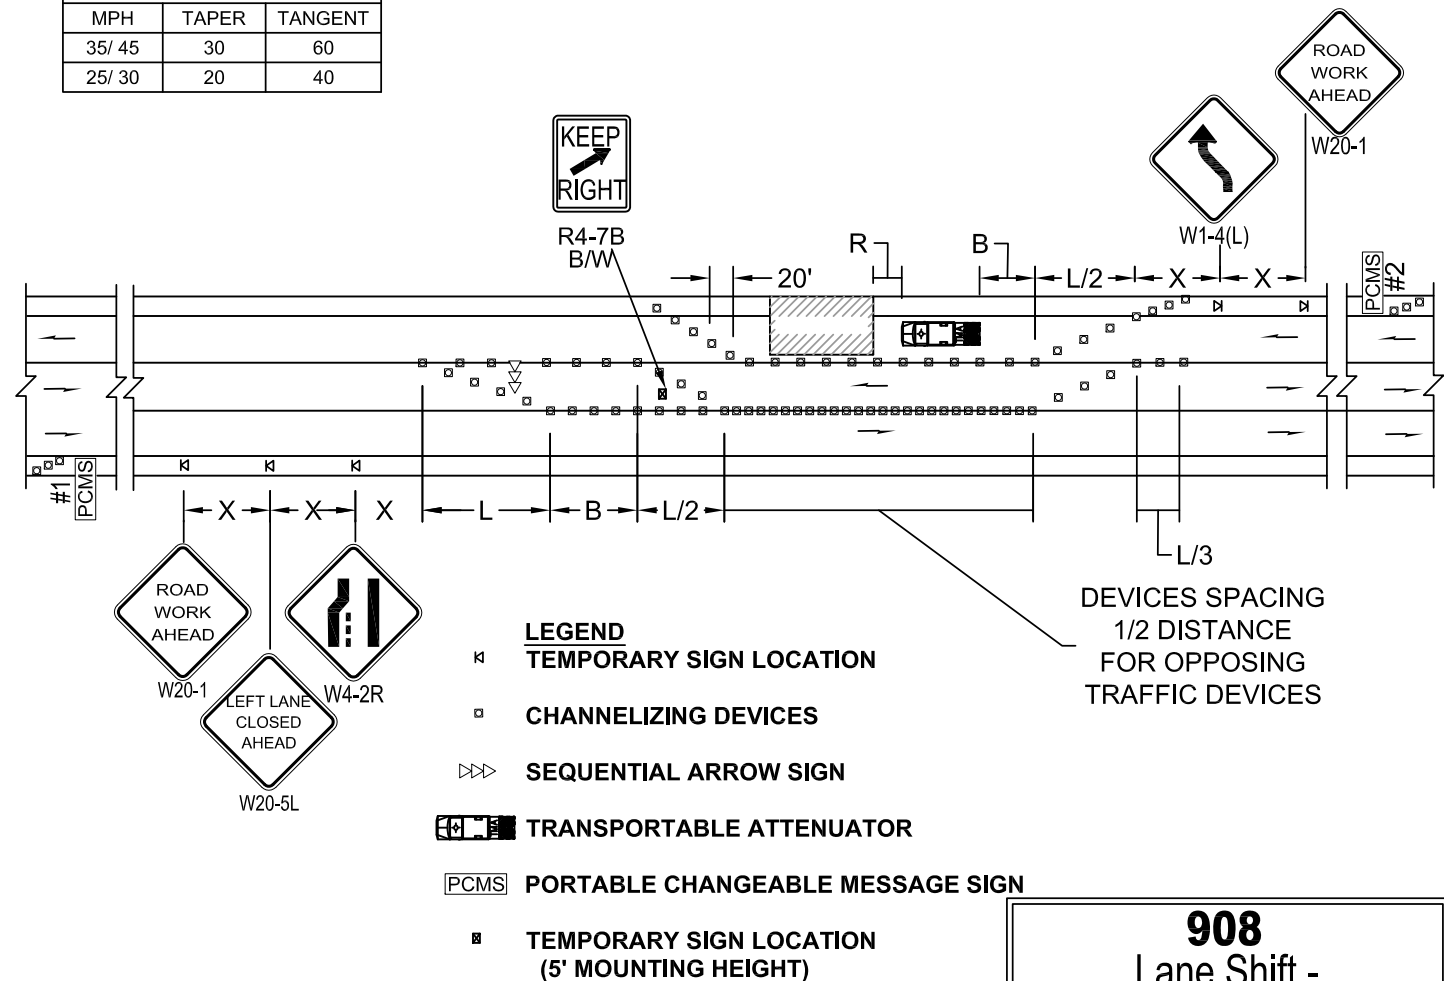 MPH TAPER TANGENT
35/ 45 30 60
25/ 30 20 40
ROAD
WORK
AHEAD
W20-1
W1-4(L)
KEEP
RIGHT
R4-7B
B/W
20'
R
B
L/2
X
X
PCMS
#2
#1
PCMS
X
X
X
L
B
L/2
L/3
ROAD
WORK
AHEAD
W20-1
LEFT LANE
CLOSED
AHEAD
W20-5L
W4-2R
DEVICES SPACING
1/2 DISTANCE
FOR OPPOSING
TRAFFIC DEVICES
LEGEND
TEMPORARY SIGN LOCATION
CHANNELIZING DEVICES
SEQUENTIAL ARROW SIGN
TRANSPORTABLE ATTENUATOR
PCMS PORTABLE CHANGEABLE MESSAGE SIGN
TEMPORARY SIGN LOCATION
(5' MOUNTING HEIGHT)
908
Lane Shift -